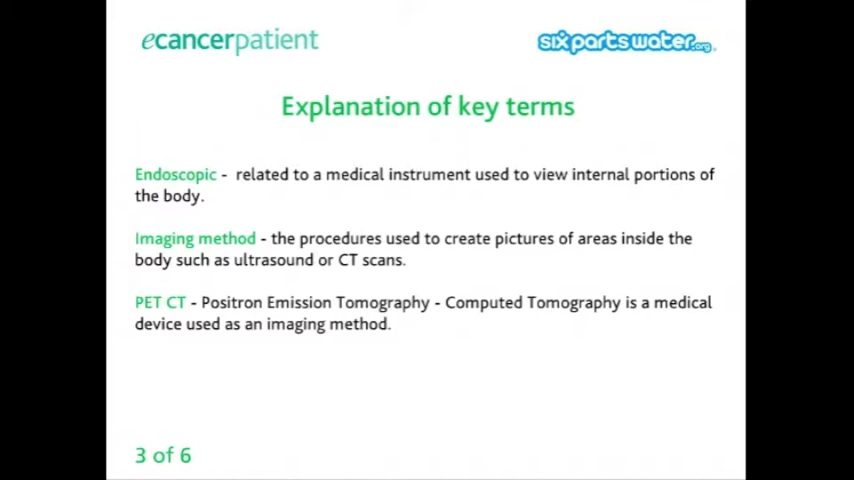 ecancerpatient
sixpartswater.org
Explanation of key terms
Endoscopic - related to a medical instrument used to view internal portions of
the body.
Imaging method - the procedures used to create pictures of areas inside the
body such as ultrasound or CT scans.
PET CT - Positron Emission Tomography - Computed Tomography is a medical
device used as an imaging method.
3 of 6